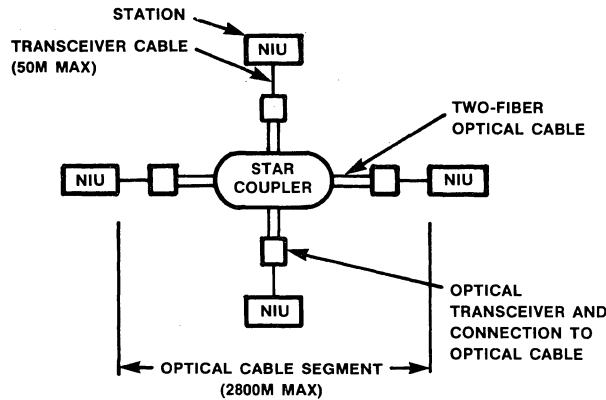 STATION
NIU
TRANSCEIVER CABLE
(50M MAX)
TWO-FIBER
OPTICAL CABLE
NIU
STAR
COUPLER
NIU
NIU
OPTICAL
TRANSCEIVER AND
CONNECTION TO
OPTICAL CABLE
OPTICAL CABLE SEGMENT
(2800M MAX)